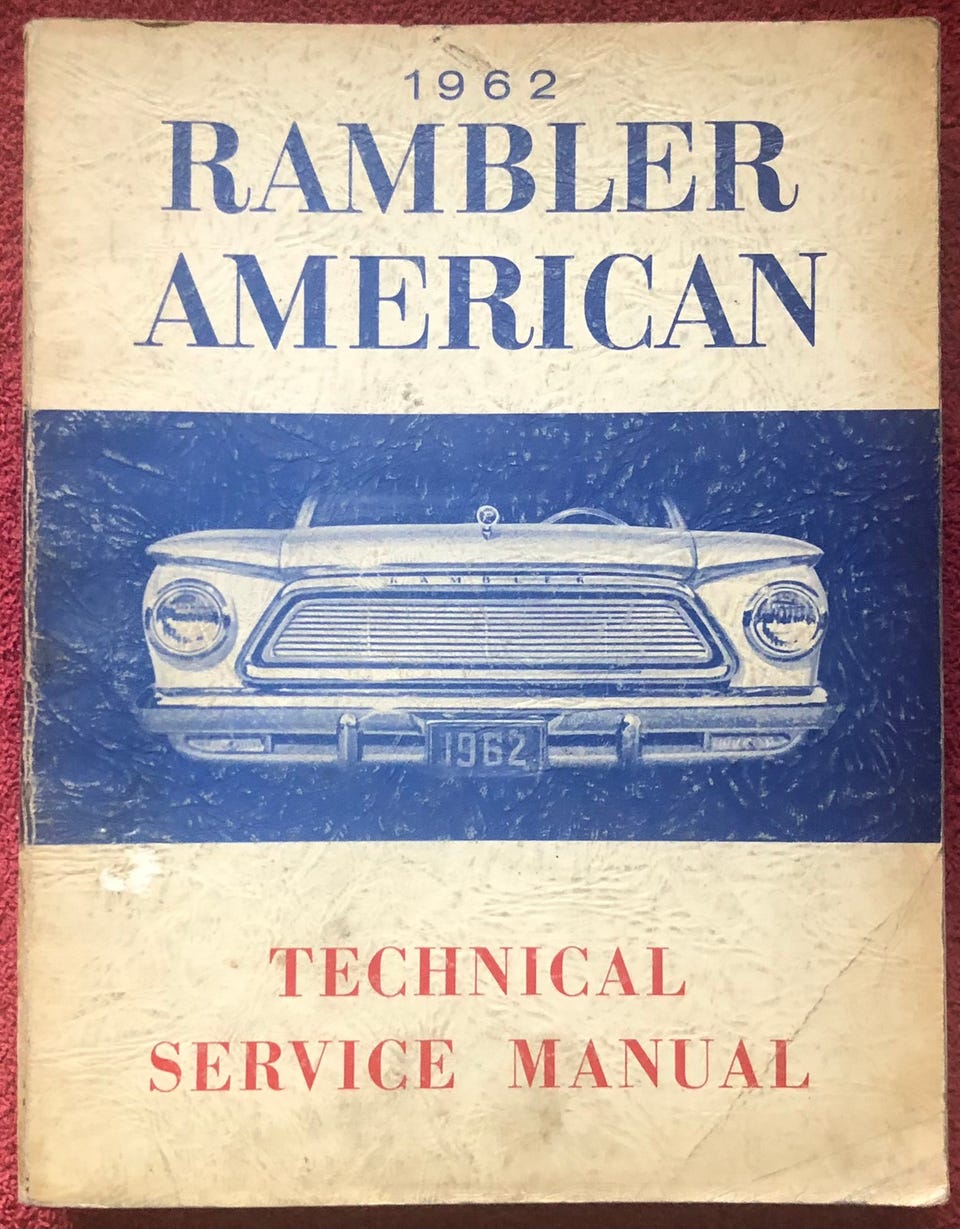 1962
RAMBLER
AMERICAN
R
RAMBLER
1962
TECHNICAL
SERVICE MANUAL